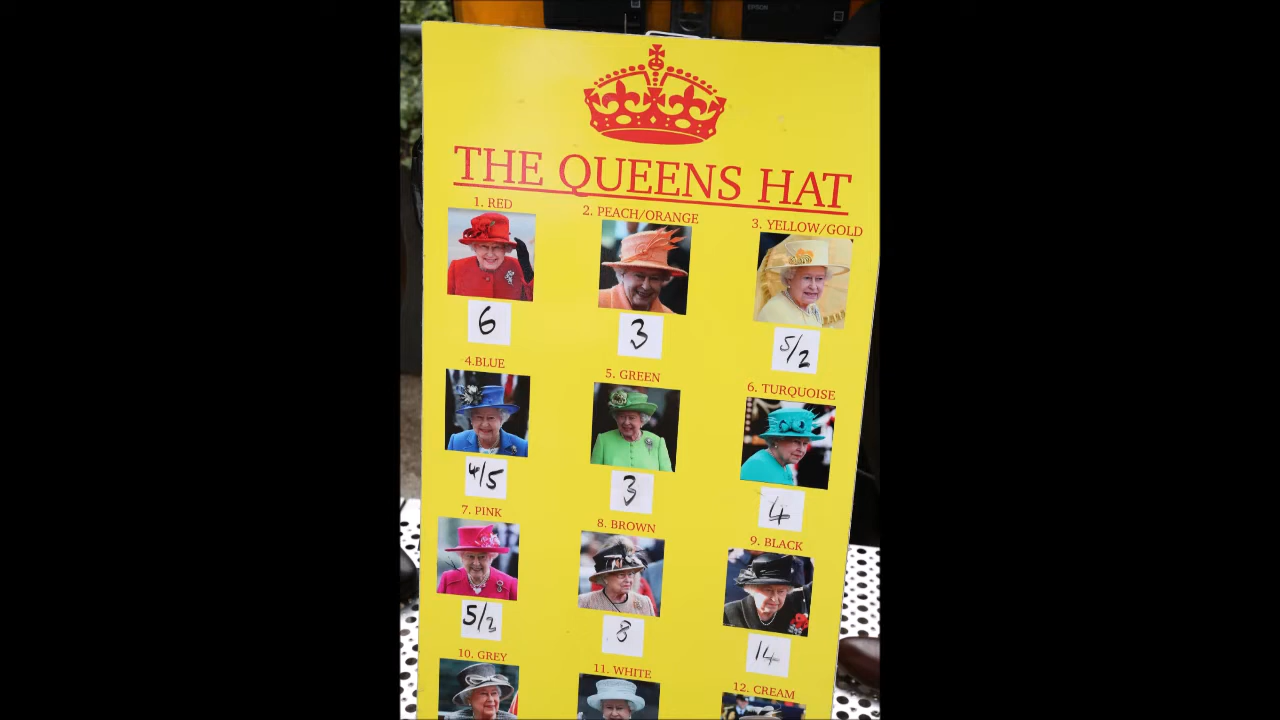 EPSON
THE QUEENS HAT
1. RED
2. PEACH/ORANGE
3. YELLOW/GOLD
6
3
5/2
4.BLUE
5. GREEN
6. TURQUOISE
4/5
3
4
7. PINK
8. BROWN
9. BLACK
5/2
8
14
10. GREY
11. WHITE
12. CREAM